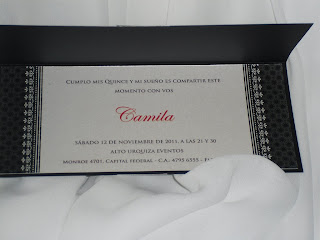 Cumplo mis Quince y mi sueño es compartir este
momento con vos
Camila
Sábado 12 de noviembre de 2011, a las 21 y 30
Alto Urquiza Eventos
Monroe 4701, Capital Federal - C.A.: 4795 6555 -